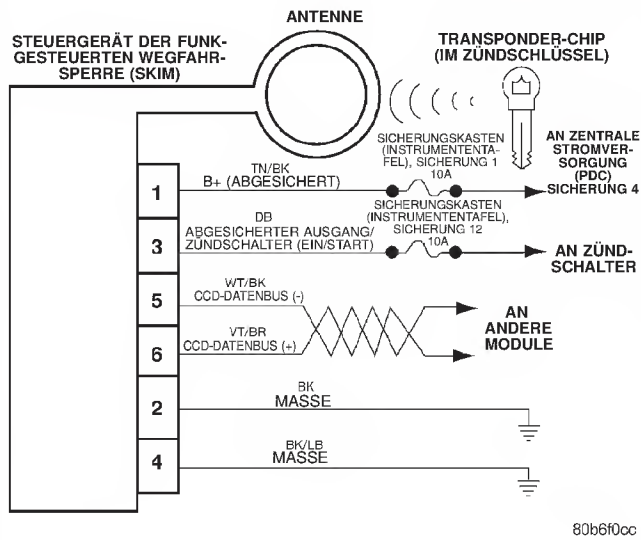 ANTENNE
STEUERGERÄT DER FUNK-
GESTEUERTEN WEGFAHR-
SPERRE (SKIM)
TRANSPONDER-CHIP
(IM ZÜNDSCHLÜSSEL)
SICHERUNGSKASTEN
(INSTRUMENTENTA-
FEL), SICHERUNG 1
10A
AN ZENTRALE
STROMVER-
SORGUNG
(PDC)
SICHERUNG 4
1
TN/BK
B+ (ABGESICHERT)
SICHERUNGSKASTEN
(INSTRUMENTENTAFEL),
SICHERUNG 12
10A
3
DB
ABGESICHERTER AUSGANG/
ZÜNDSCHALTER (EIN/START)
AN ZÜND-
SCHALTER
5
WT/BK
CCD-DATENBUS (-)
6
VT/BR
CCD-DATENBUS (+)
AN
ANDERE
MODULE
2
BK
MASSE
4
BK/LB
MASSE
80b6f0cc